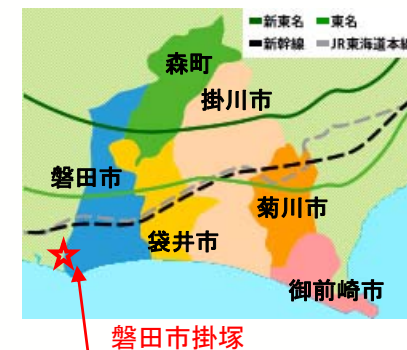 新東名 東名
新幹線 JR東海道本線
森町
掛川市
磐田市
菊川市
袋井市
御前崎市
磐田市掛塚